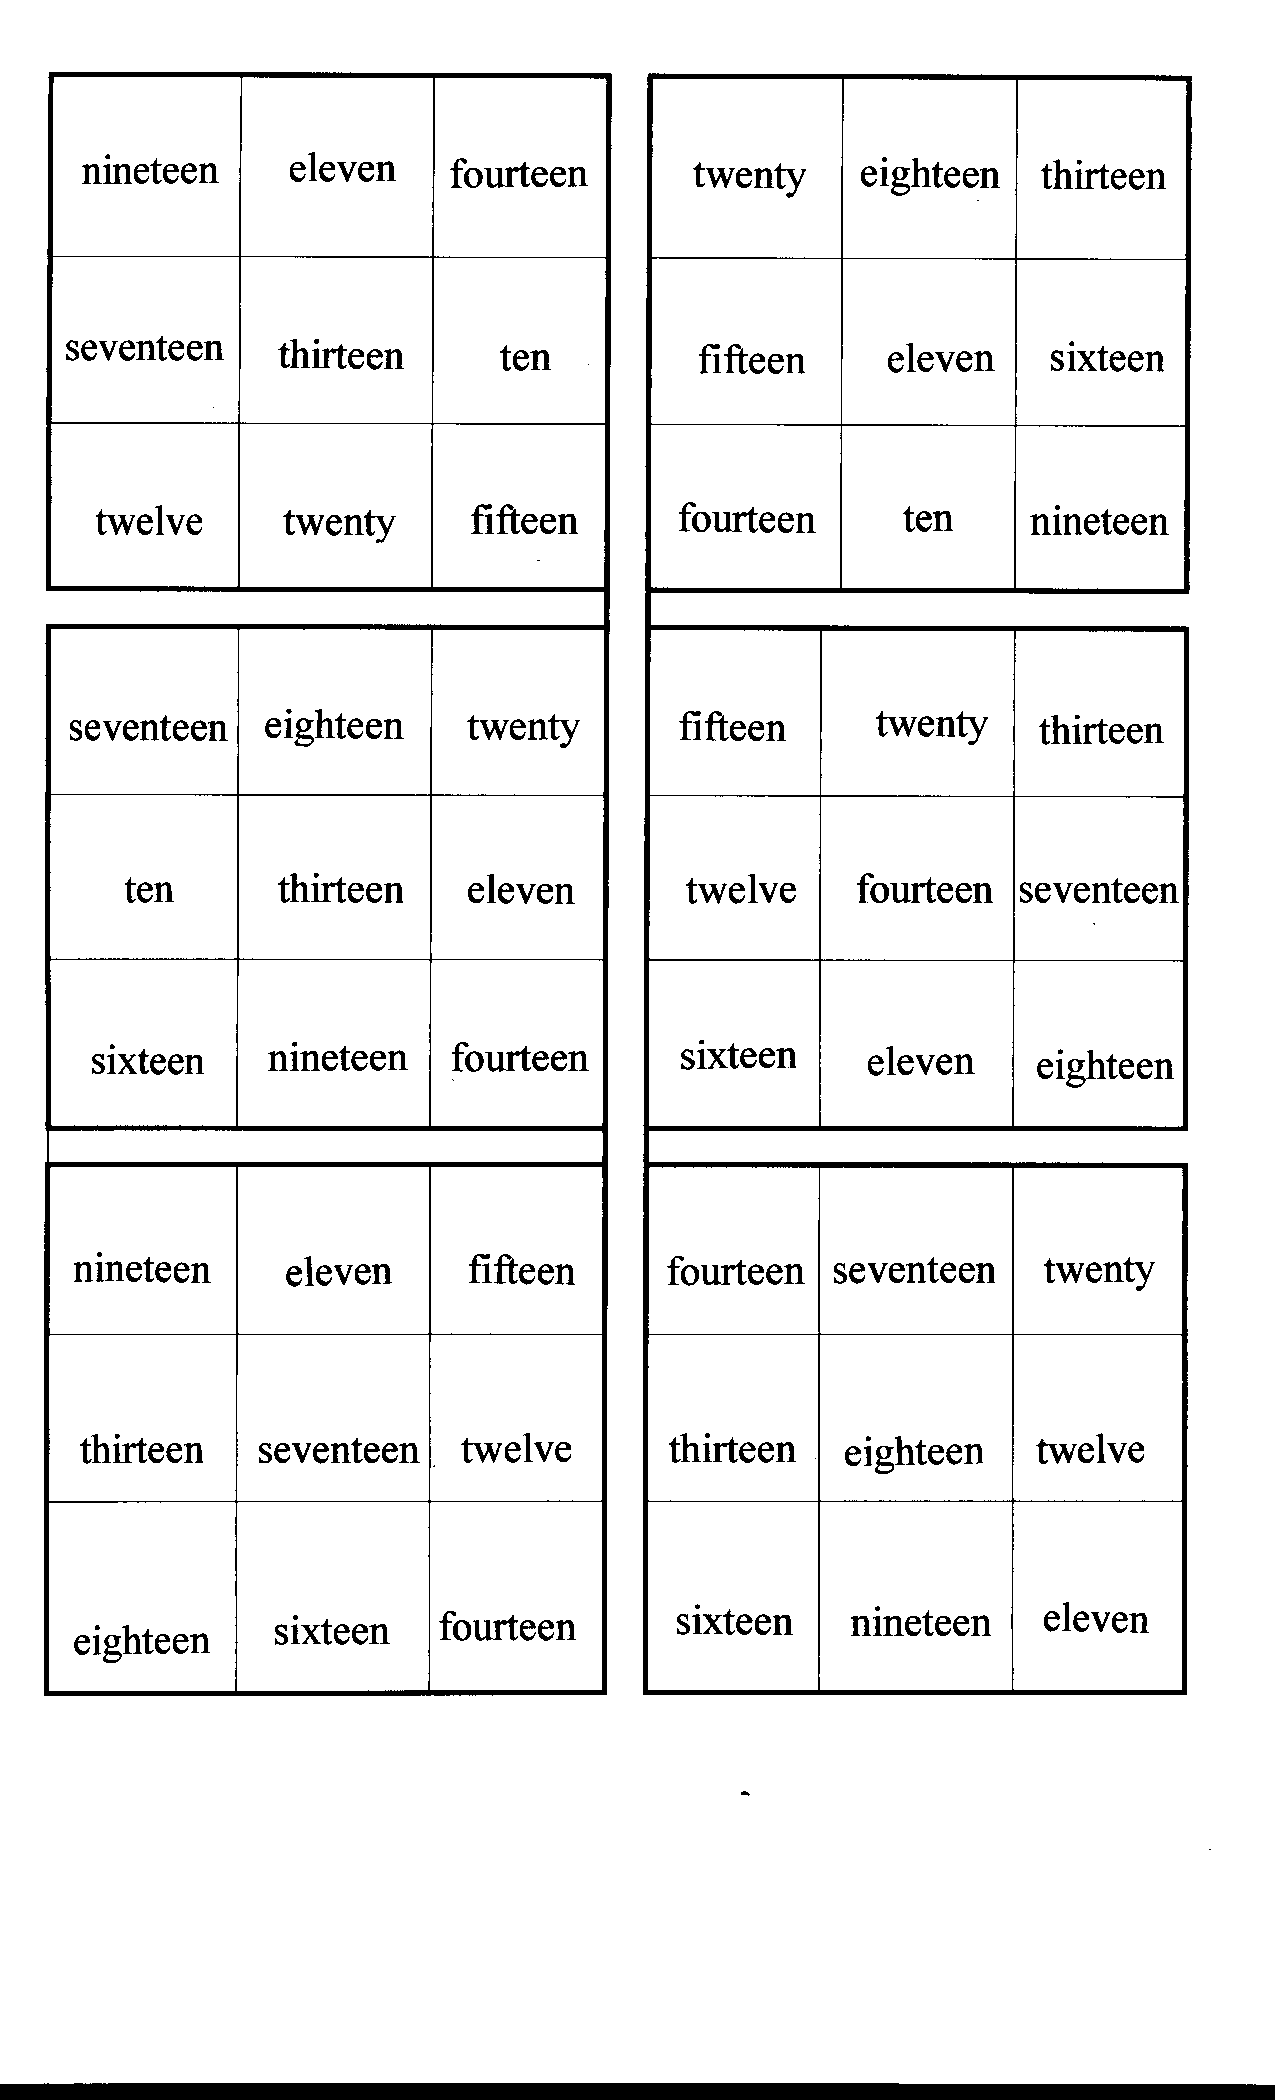 nineteen eleven fourteen
seventeen thirteen ten
twelve twenty fifteen
twenty eighteen thirteen
fifteen eleven sixteen
fourteen ten nineteen
seventeen eighteen twenty
ten thirteen eleven
sixteen nineteen fourteen
fifteen twenty thirteen
twelve fourteen seventeen
sixteen eleven eighteen
nineteen eleven fifteen
thirteen seventeen twelve
eighteen sixteen fourteen
fourteen seventeen twenty
thirteen eighteen twelve
sixteen nineteen eleven